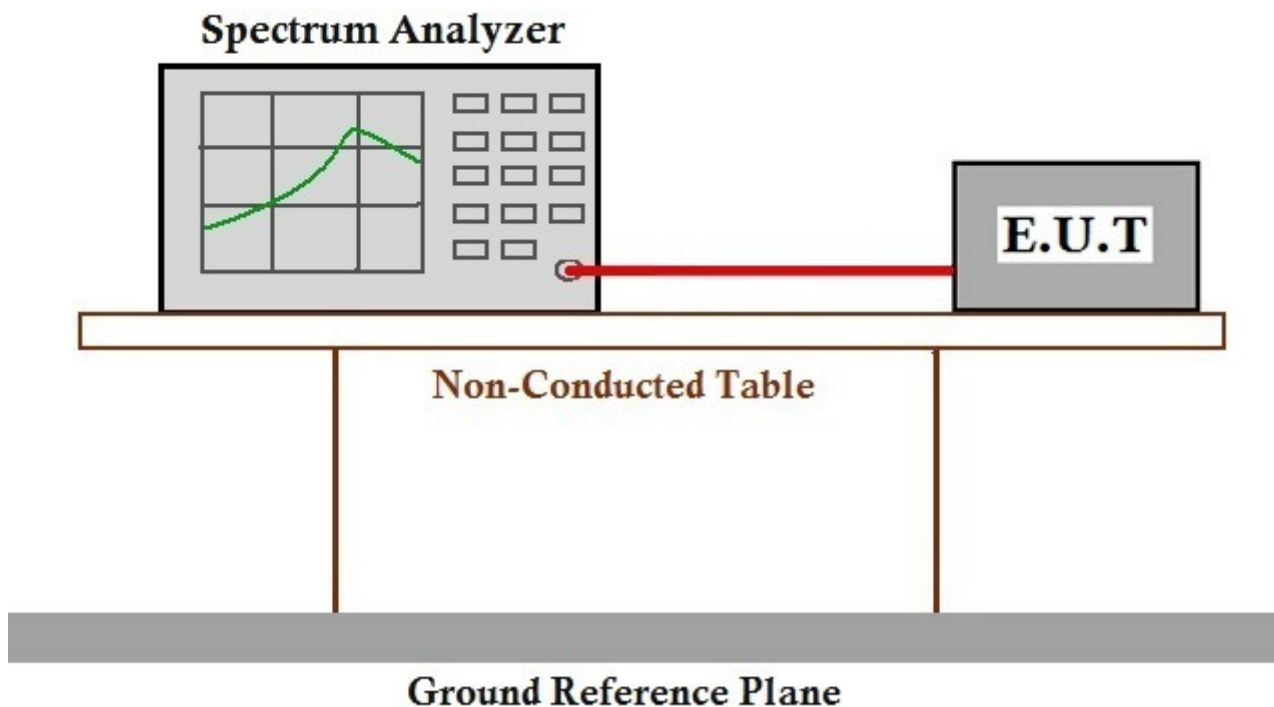 Spectrum Analyzer
E.U.T
Non-Conducted Table
Ground Reference Plane